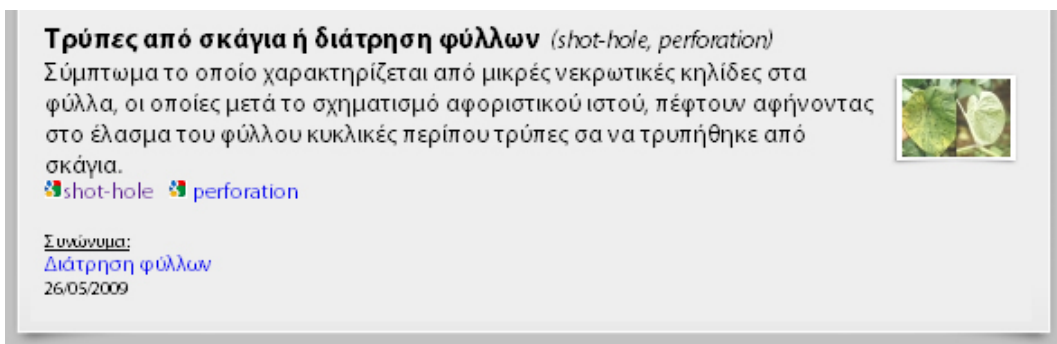 Τρύπες από σκάγια ή διάτρηση φύλλων (shot-hole, perforation)
Σύμπτωμα το οποίο χαρακτηρίζεται από μικρές νεκρωτικές κηλίδες στα
φύλλα, οι οποίες μετά το σχηματισμό αφοριστικού ιστού, πέφτουν αφήνοντας
στο έλασμα του φύλλου κυκλικές περίπου τρύπες σα να τρυπήθηκε από
σκάγια.
shot-hole perforation
Συνώνυμα:
Διάτρηση φύλλων
26/05/2009